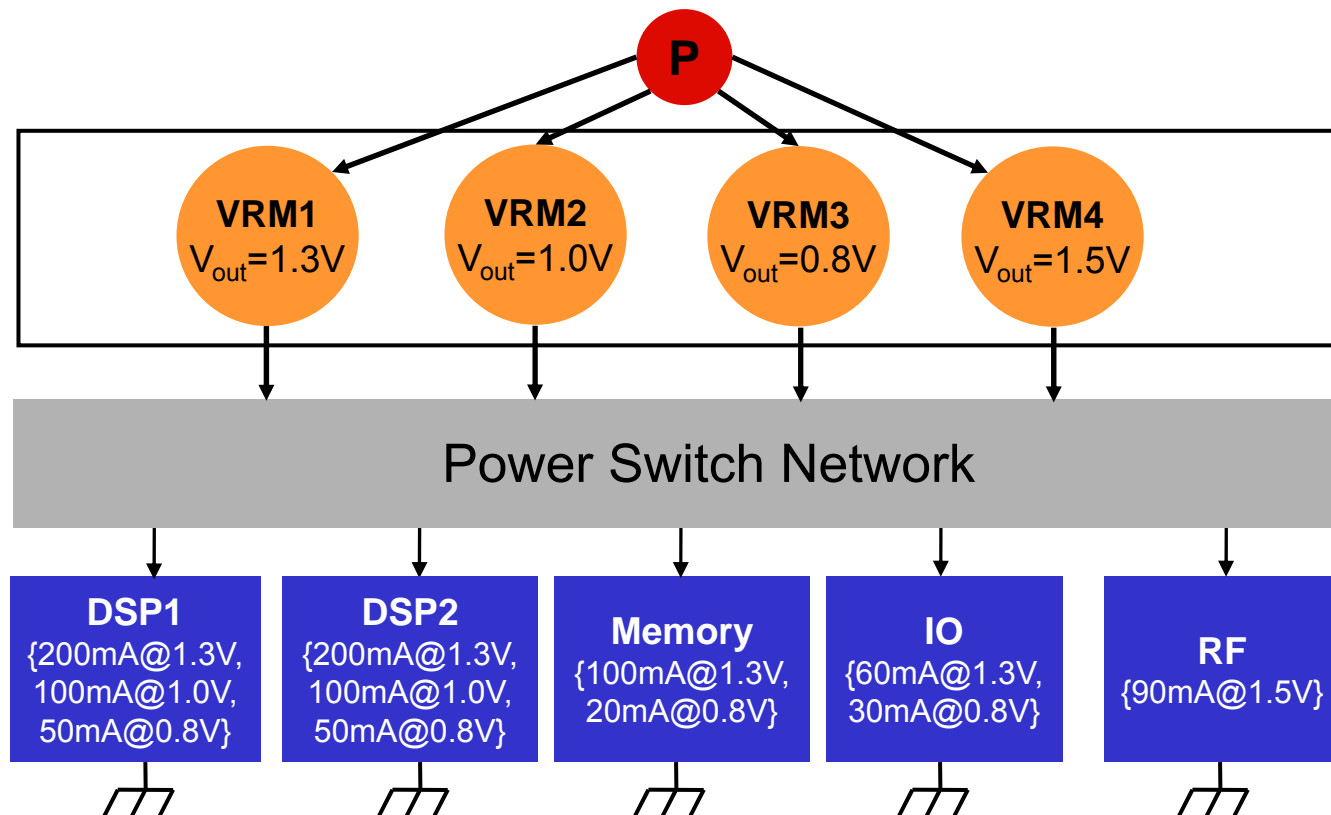 P
VRM1
Vout=1.3V
VRM2
Vout=1.0V
VRM3
Vout=0.8V
VRM4
Vout=1.5V
Power Switch Network
DSP1
{200mA@1.3V,
100mA@1.0V,
50mA@0.8V}
DSP2
{200mA@1.3V,
100mA@1.0V,
50mA@0.8V}
Memory
{100mA@1.3V,
20mA@0.8V}
IO
{60mA@1.3V,
30mA@0.8V}
RF
{90mA@1.5V}